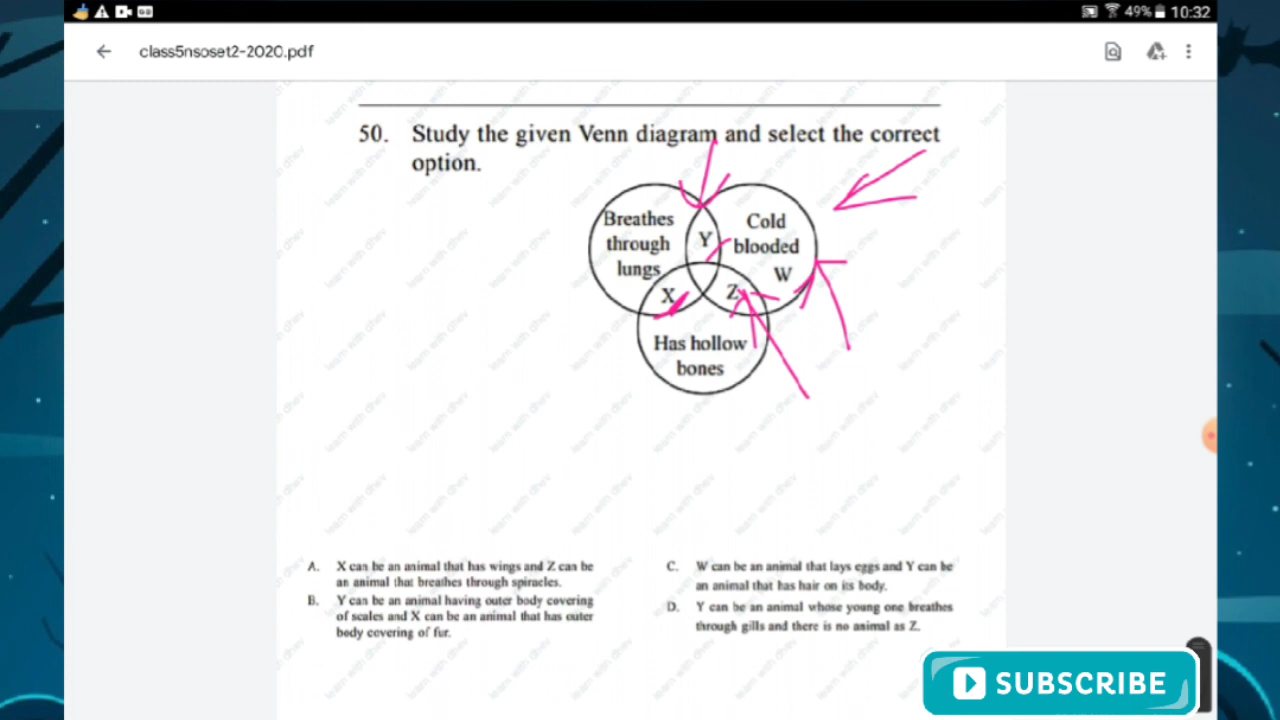 49% 10:32
class5nsoset2-2020.pdf
50. Study the given Venn diagram and select the correct
option.
Breathes
through
lungs
Y
Cold
blooded
W
X
Z
Has hollow
bones
A. X can be an animal that has wings and Z can be
an animal that breathes through spiracles.
B. Y can be an animal having outer body covering
of scales and X can be an animal that has outer
body covering of fur.
C. W can be an animal that lays eggs and Y can be
an animal that has hair on its body.
D. Y can be an animal whose young one breathes
through gills and there is no animal as Z.
learn with dhev
SUBSCRIBE